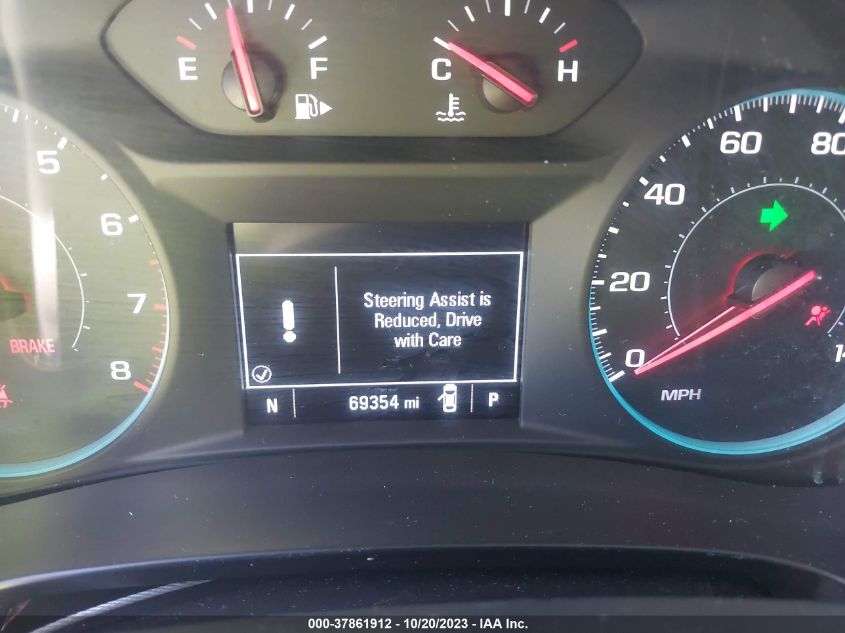 E
F
C
H
5
6
7
8
BRAKE
Steering Assist is
Reduced, Drive
with Care
N
69354 mi
P
0
20
40
60
80
MPH
000-37861912 - 10/20/2023 - IAA Inc.